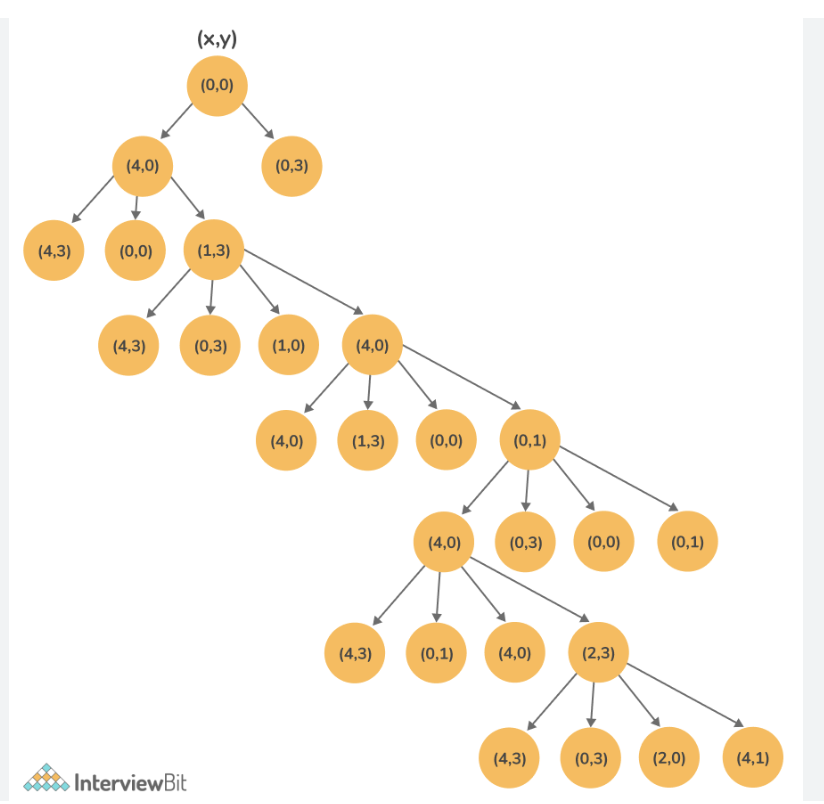 (x,y)
(0,0)
(4,0) (0,3)
(4,3) (0,0) (1,3)
(4,3) (0,3) (1,0) (4,0)
(4,0) (1,3) (0,0) (0,1)
(4,0) (0,3) (0,0) (0,1)
(4,3) (0,1) (4,0) (2,3)
(4,3) (0,3) (2,0) (4,1)
InterviewBit